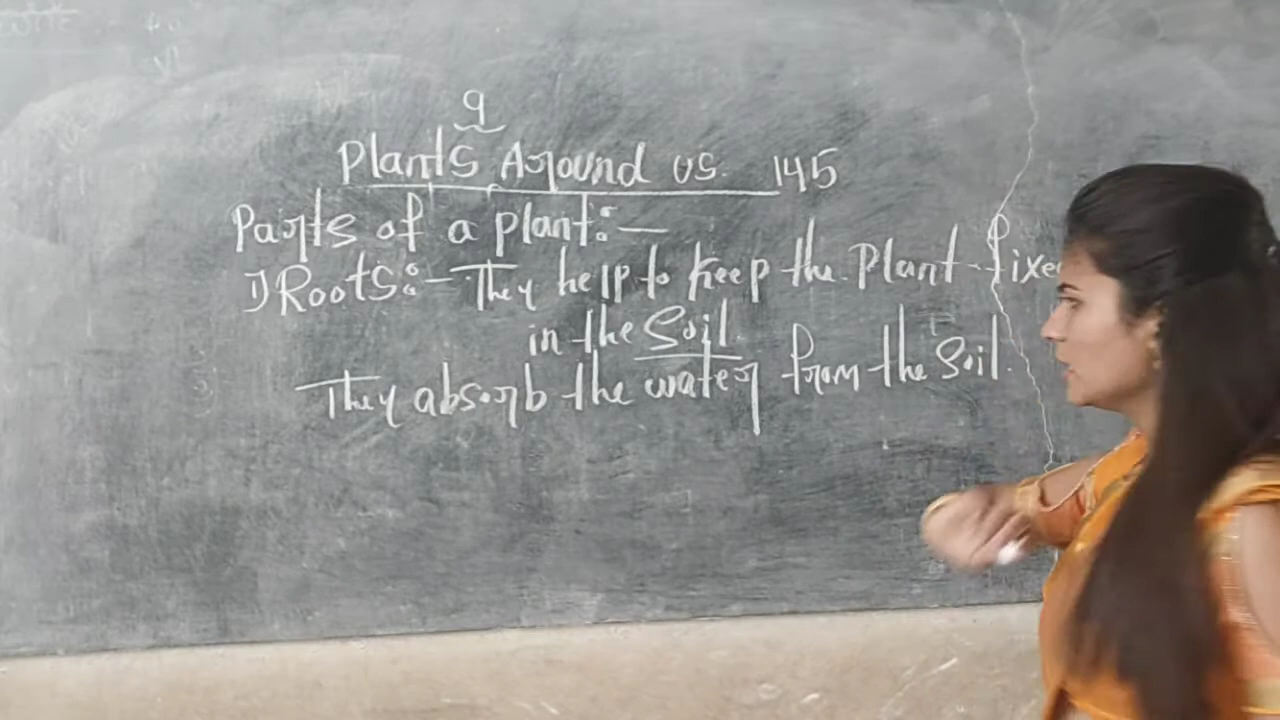 9
Plants Around us. 145
Parts of a plant:-
1) Roots:- They help to keep the Plant fixed
in the Soil.
They absorb the water from the Soil.